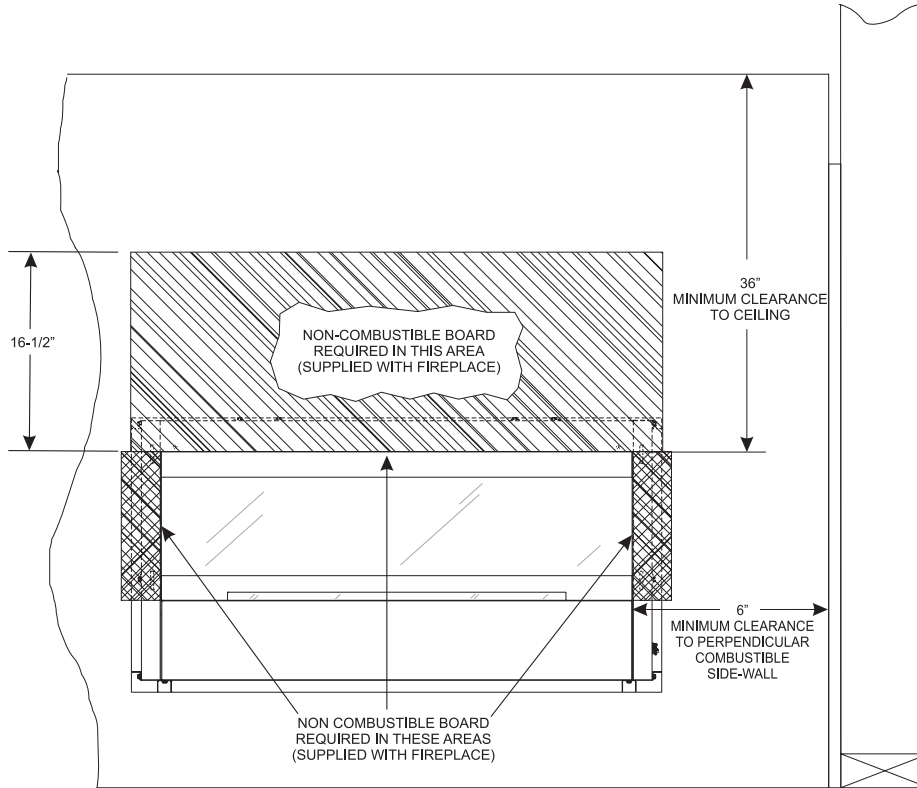 36”
MINIMUM CLEARANCE
TO CEILING
16-1/2”
NON-COMBUSTIBLE BOARD
REQUIRED IN THIS AREA
(SUPPLIED WITH FIREPLACE)
6”
MINIMUM CLEARANCE
TO PERPENDICULAR
COMBUSTIBLE
SIDE-WALL
NON COMBUSTIBLE BOARD
REQUIRED IN THESE AREAS
(SUPPLIED WITH FIREPLACE)